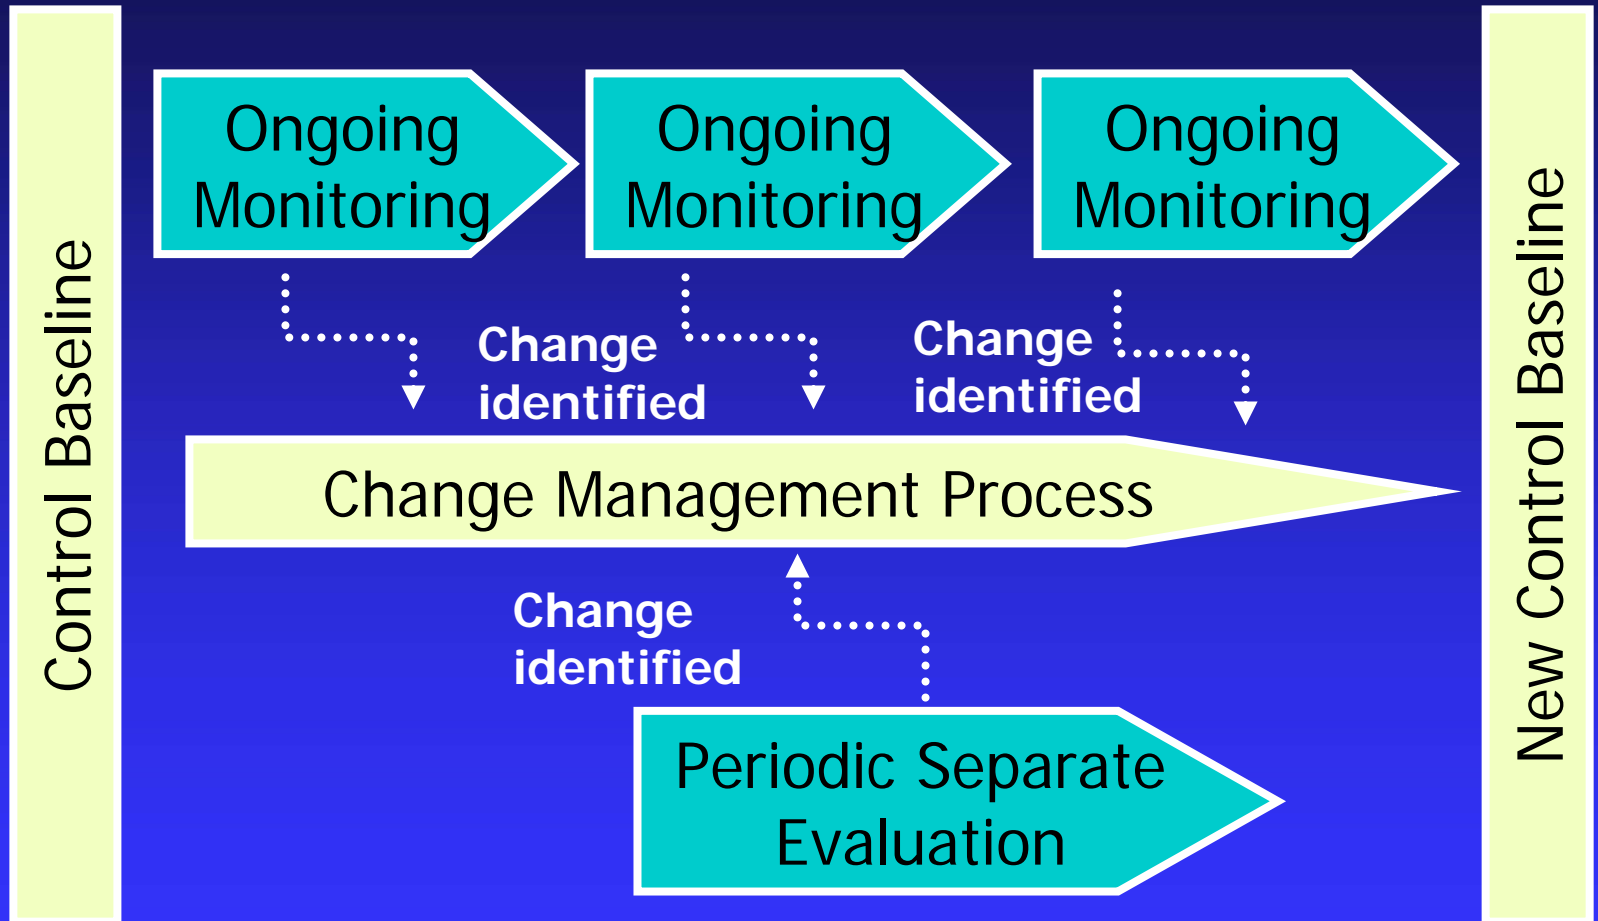 Control Baseline
Ongoing
Monitoring
Ongoing
Monitoring
Ongoing
Monitoring
Change
identified
Change
identified
Change Management Process
Change
identified
Periodic Separate
Evaluation
New Control Baseline